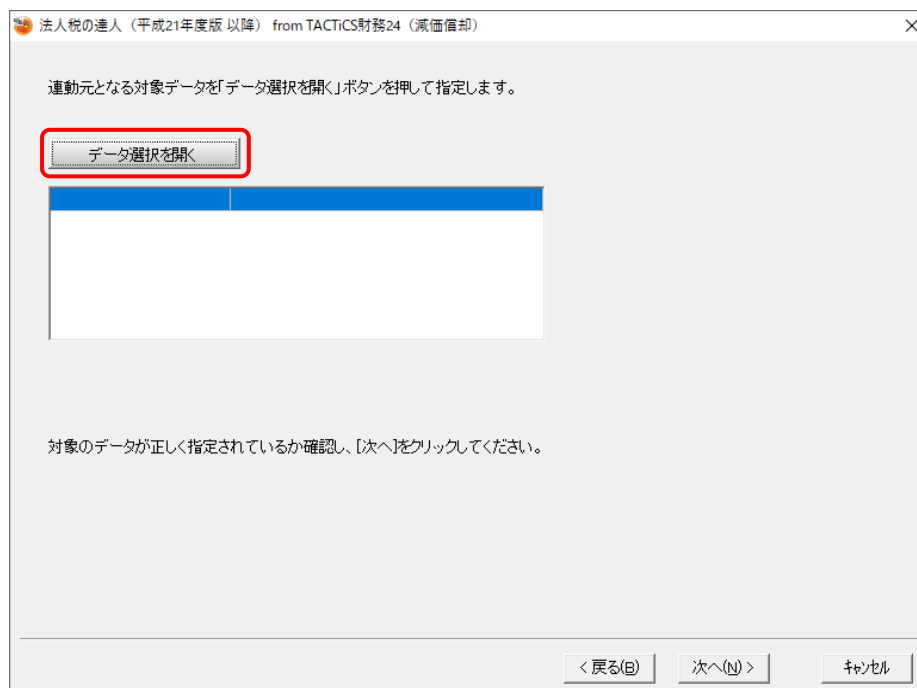 法人税の達人（平成21年度版 以降） from TACTiCS財務24（減価償却）
連動元となる対象データを「データ選択を開く」ボタンを押して指定します。
データ選択を開く
対象のデータが正しく指定されているか確認し、[次へ]をクリックしてください。
< 戻る(B)
次へ(N) >
キャンセル